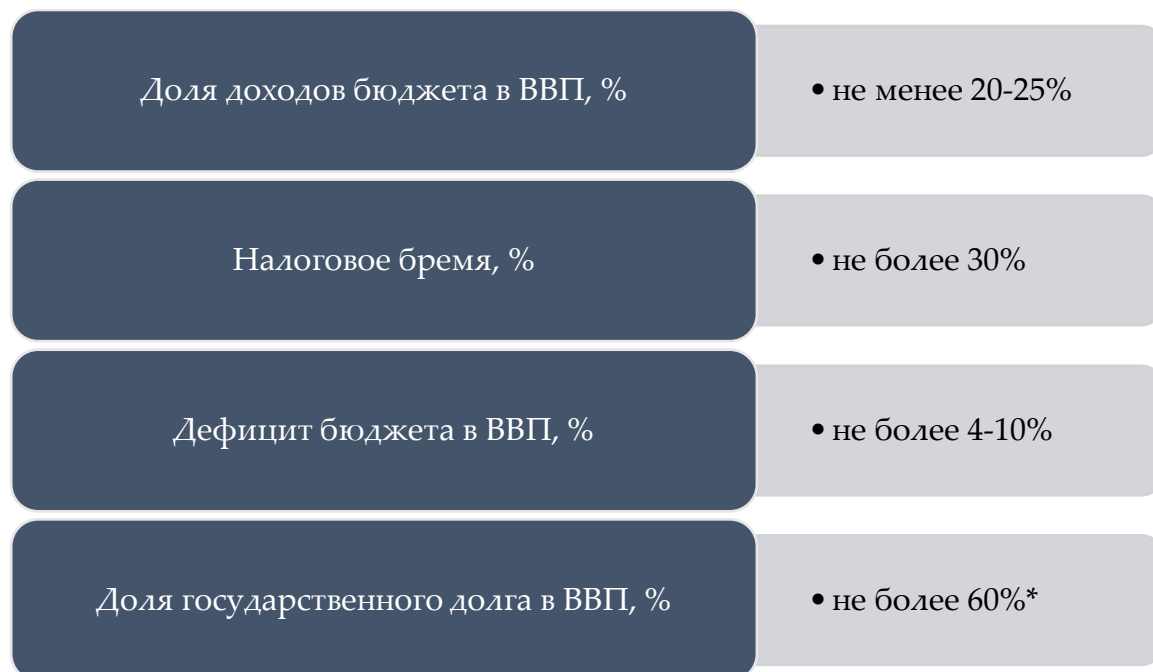 Доля доходов бюджета в ВВП, %
• не менее 20-25%
Налоговое бремя, %
• не более 30%
Дефицит бюджета в ВВП, %
• не более 4-10%
Доля государственного долга в ВВП, %
• не более 60%*